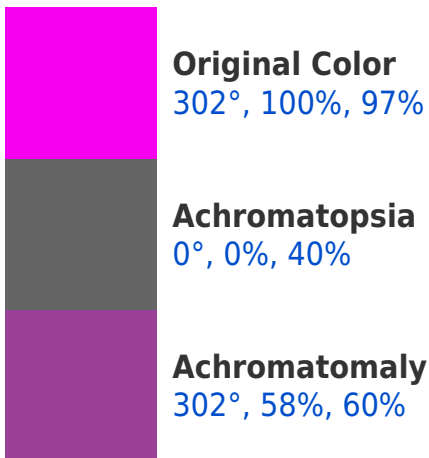 Original Color
302°, 100%, 97%
Achromatopsia
0°, 0%, 40%
Achromatomaly
302°, 58%, 60%